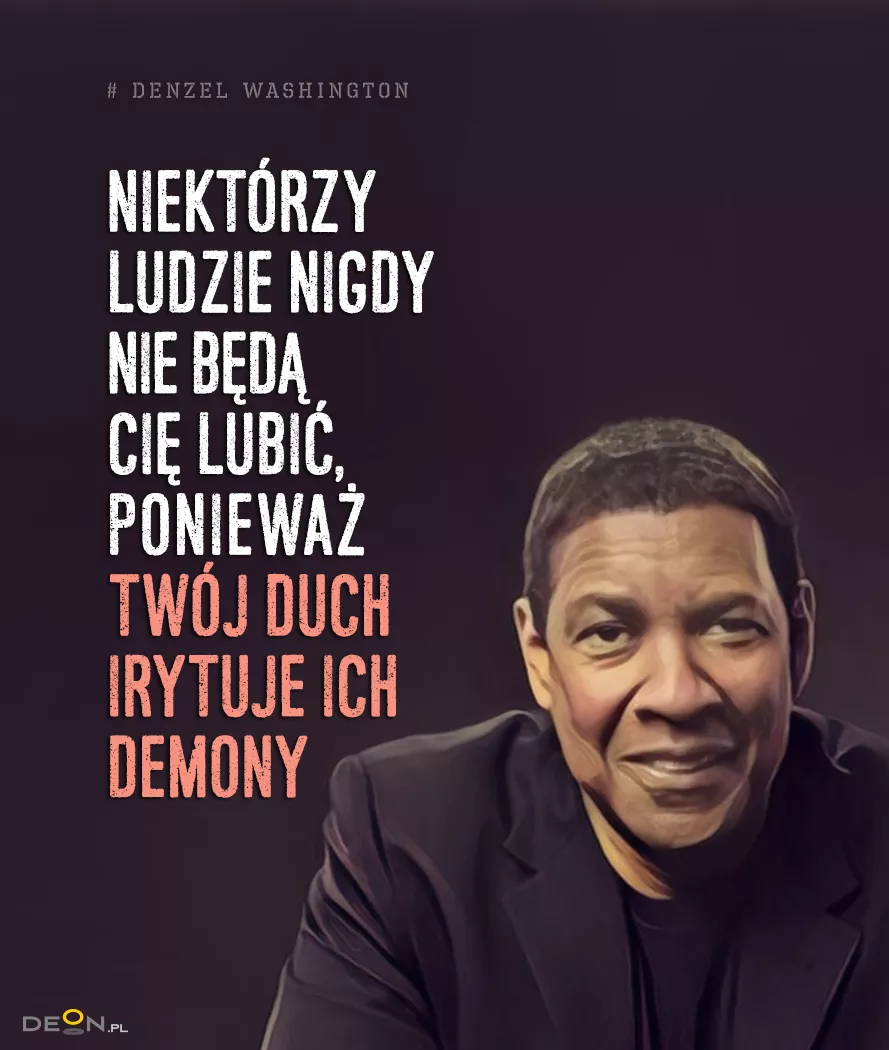 # DENZEL WASHINGTON
NIEKTÓRZY
LUDZIE NIGDY
NIE BĘDĄ
CIĘ LUBIĆ,
PONIEWAŻ
TWÓJ DUCH
IRYTUJE ICH
DEMONY
DEON.PL